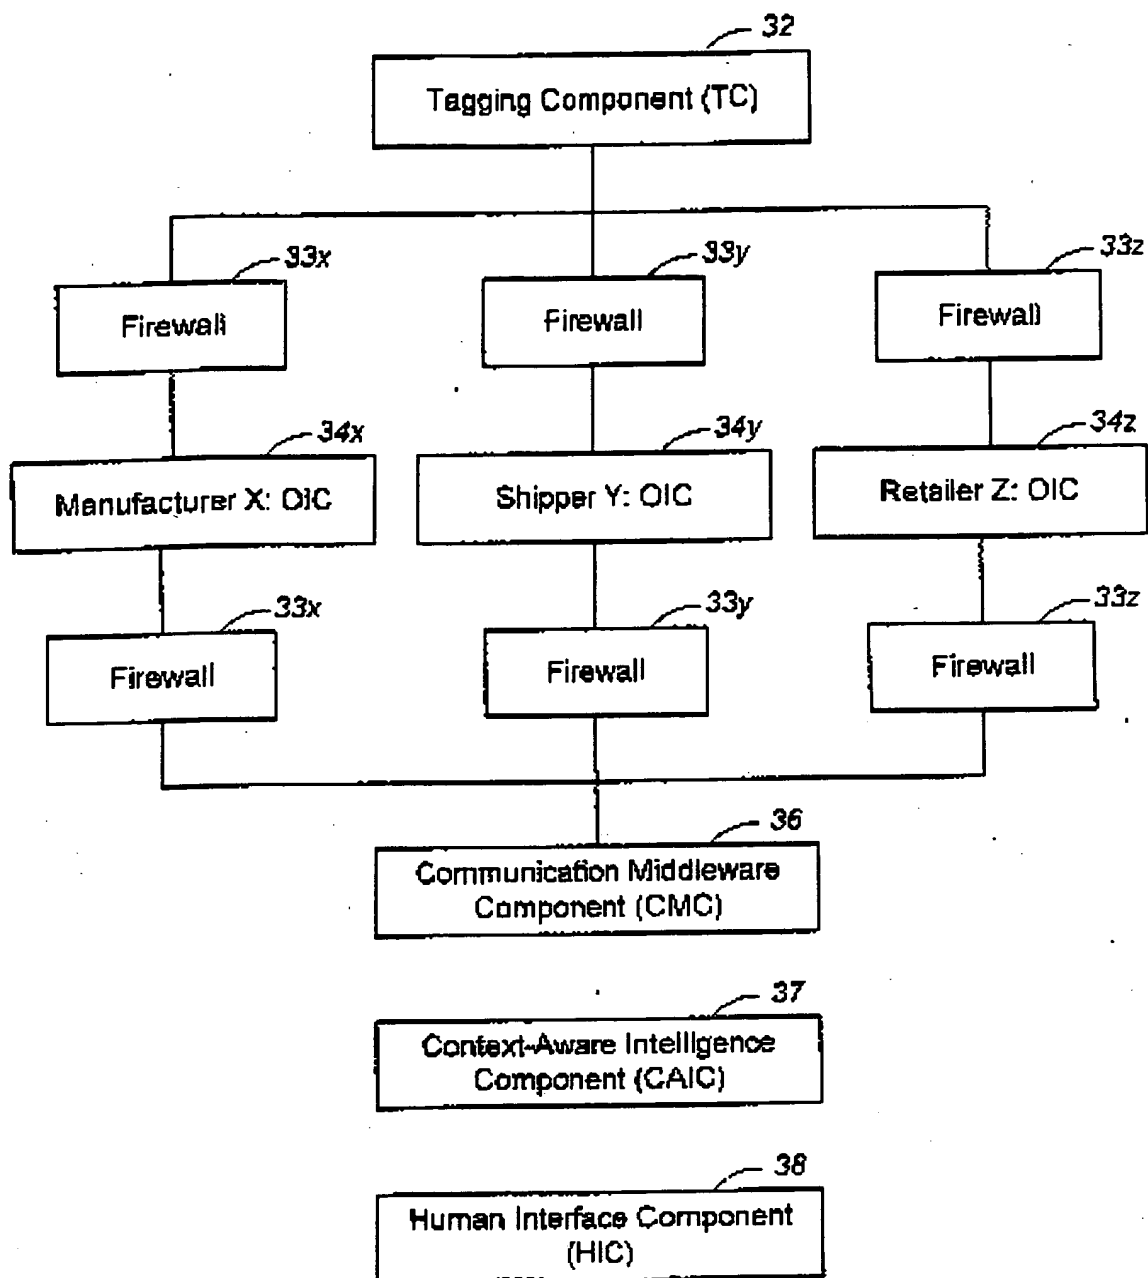 32
Tagging Component (TC)
33x
33y
33z
Firewall
Firewall
Firewall
34x
34y
34z
Manufacturer X: OIC
Shipper Y: OIC
Retailer Z: OIC
33x
33y
33z
Firewall
Firewall
Firewall
36
Communication Middleware
Component (CMC)
37
Context-Aware Intelligence
Component (CAIC)
38
Human Interface Component
(HIC)